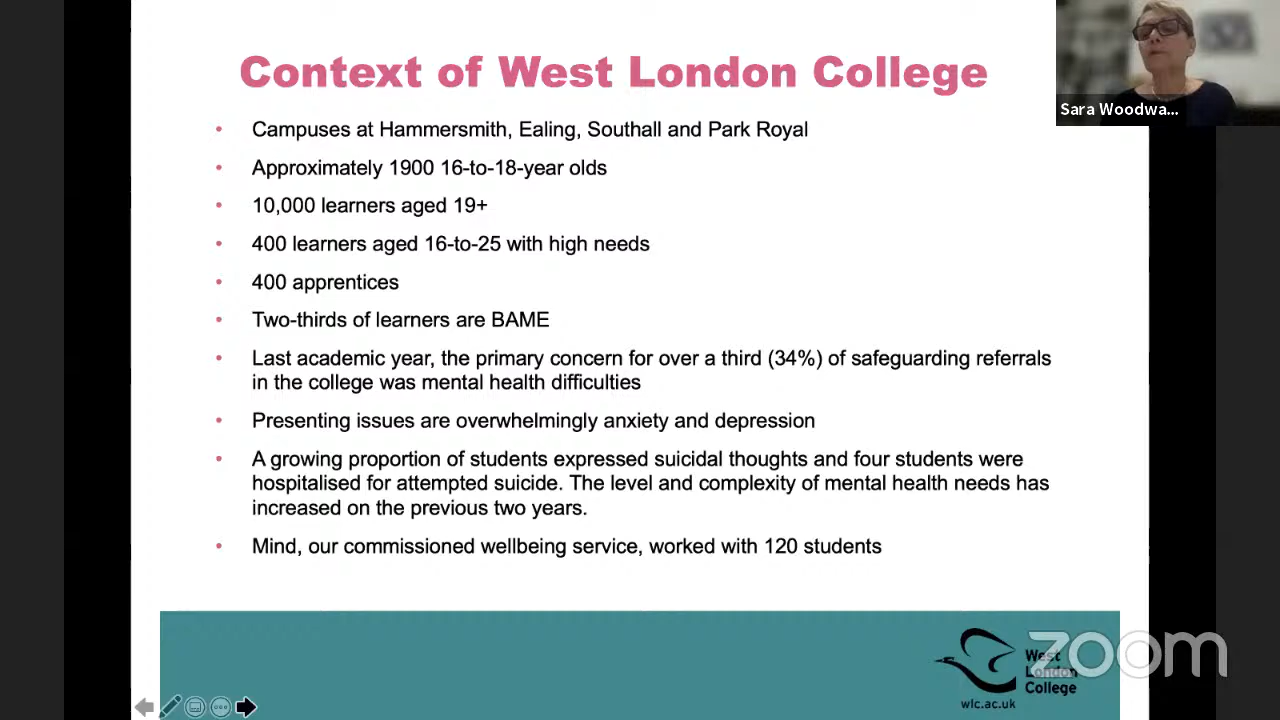 Context of West London College
Sara Woodwa...
• Campuses at Hammersmith, Ealing, Southall and Park Royal
• Approximately 1900 16-to-18-year olds
• 10,000 learners aged 19+
• 400 learners aged 16-to-25 with high needs
• 400 apprentices
• Two-thirds of learners are BAME
• Last academic year, the primary concern for over a third (34%) of safeguarding referrals
in the college was mental health difficulties
• Presenting issues are overwhelmingly anxiety and depression
• A growing proportion of students expressed suicidal thoughts and four students were
hospitalised for attempted suicide. The level and complexity of mental health needs has
increased on the previous two years.
• Mind, our commissioned wellbeing service, worked with 120 students
West
London
College
wlc.ac.uk
zoom